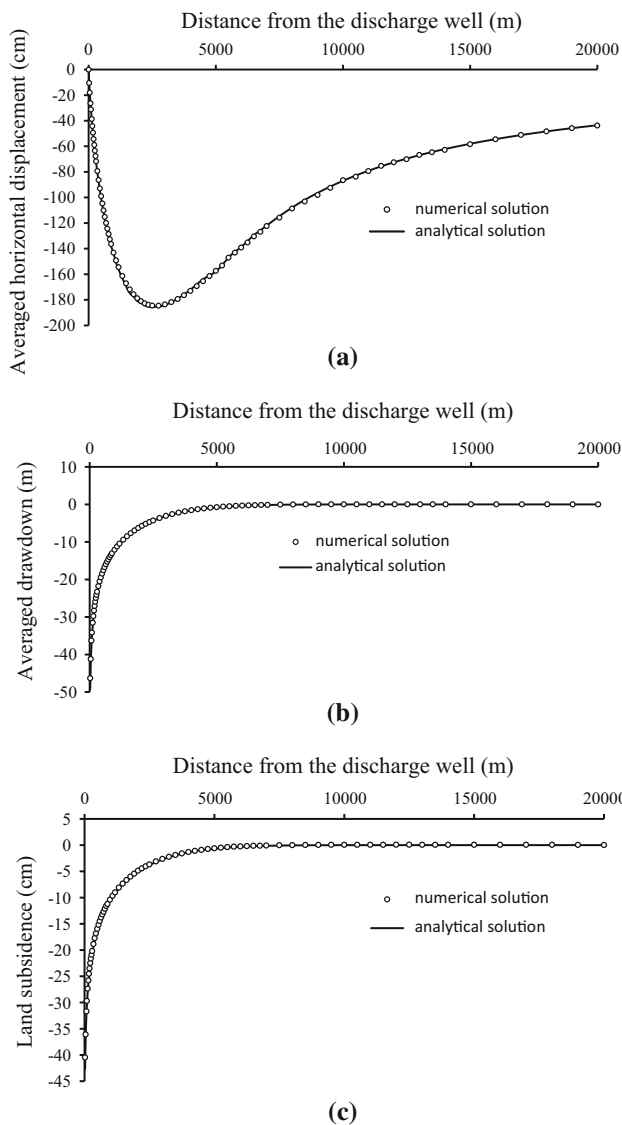 Distance from the discharge well (m)
0 5000 10000 15000 20000
0
-20
-40
-60
-80
-100
-120
-140
-160
-180
-200
Averaged horizontal displacement (cm)
numerical solution
analytical solution
(a)
Distance from the discharge well (m)
0 5000 10000 15000 20000
10
0
-10
-20
-30
-40
-50
Averaged drawdown (m)
numerical solution
analytical solution
(b)
Distance from the discharge well (m)
0 5000 10000 15000 20000
5
0
-5
-10
-15
-20
-25
-30
-35
-40
-45
Land subsidence (cm)
numerical solution
analytical solution
(c)